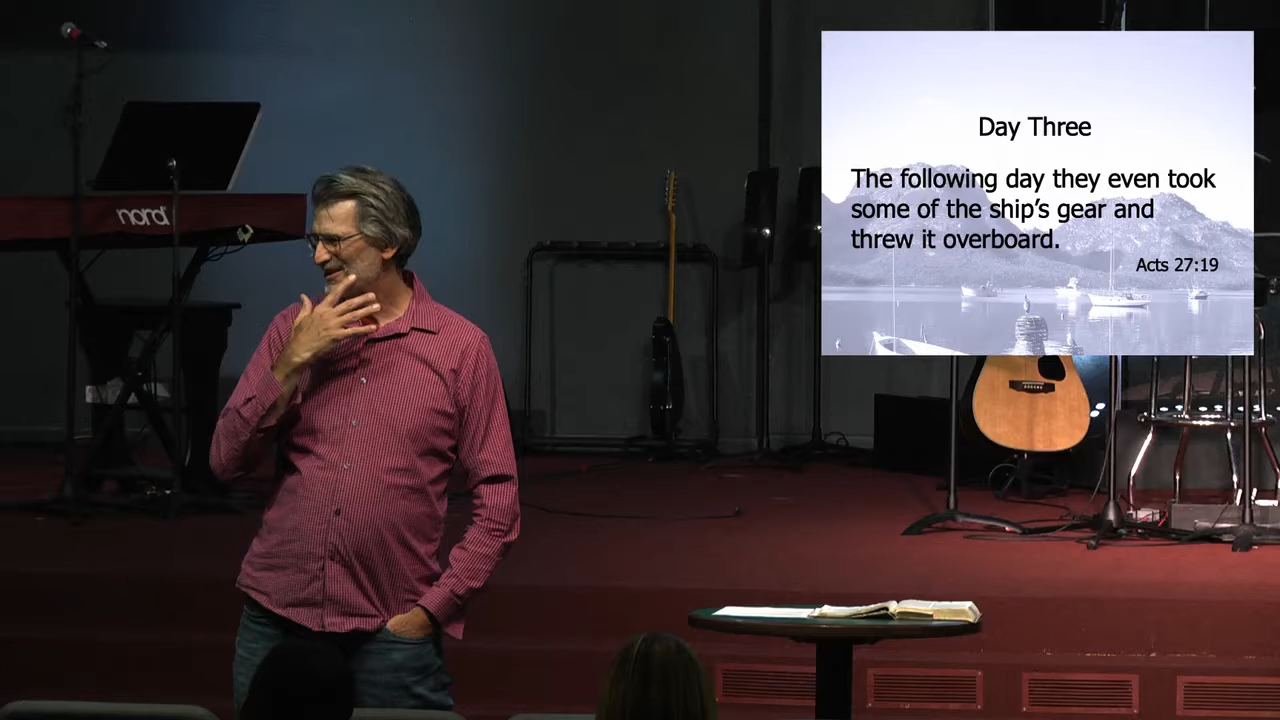 nord
Day Three
The following day they even took
some of the ship's gear and
threw it overboard.
Acts 27:19